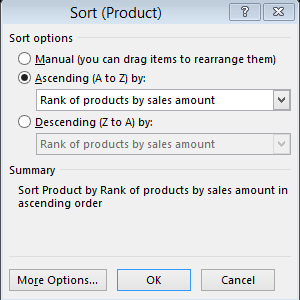 Sort (Product)
Sort options
Manual (you can drag items to rearrange them)
Ascending (A to Z) by:
Rank of products by sales amount
Descending (Z to A) by:
Rank of products by sales amount
Summary
Sort Product by Rank of products by sales amount in
ascending order
More Options...
OK
Cancel